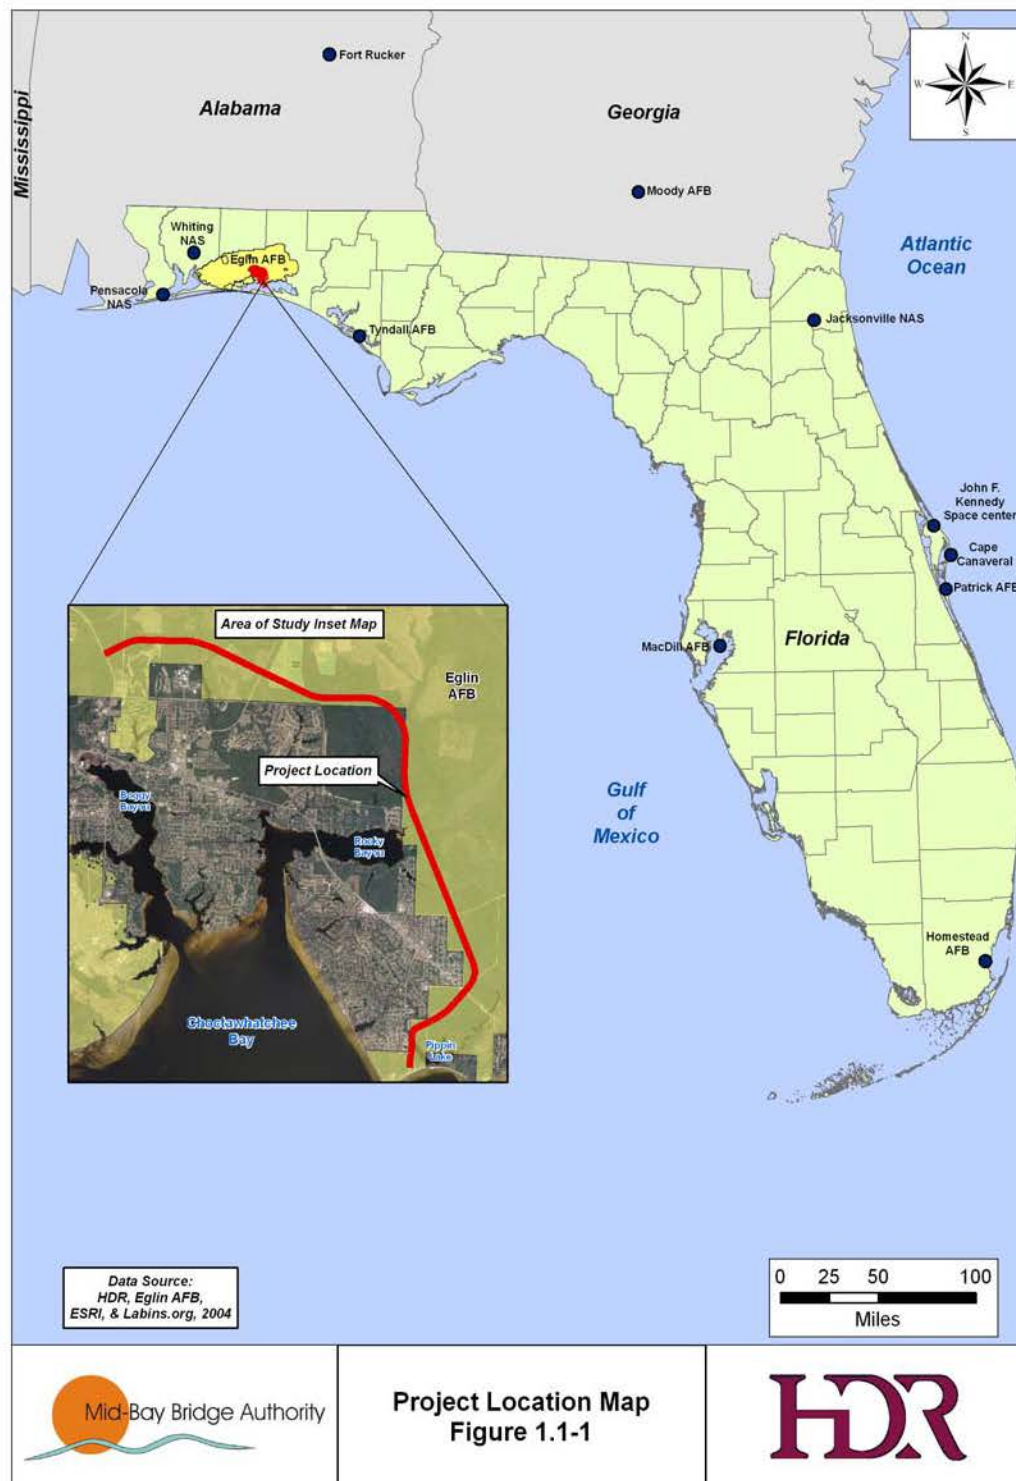 Fort Rucker
N
W
E
S
Alabama
Georgia
Mississippi
Moody AFB
Whiting
NAS
Eglin AFB
Atlantic
Ocean
Pensacola
NAS
Tyndall AFB
Jacksonville NAS
John F.
Kennedy
Space center
Cape
Canaveral
Patrick AFB
Area of Study Inset Map
MacDill AFB
Florida
Eglin
AFB
Project Location
Boggy
Bayou
Rocky
Bayou
Gulf
of
Mexico
Homestead
AFB
Choctawhatchee
Bay
Pippin
Lake
Data Source:
HDR, Eglin AFB,
ESRI, & Labins.org, 2004
0 25 50 100
Miles
Mid-Bay Bridge Authority
Project Location Map
Figure 1.1-1
HDR